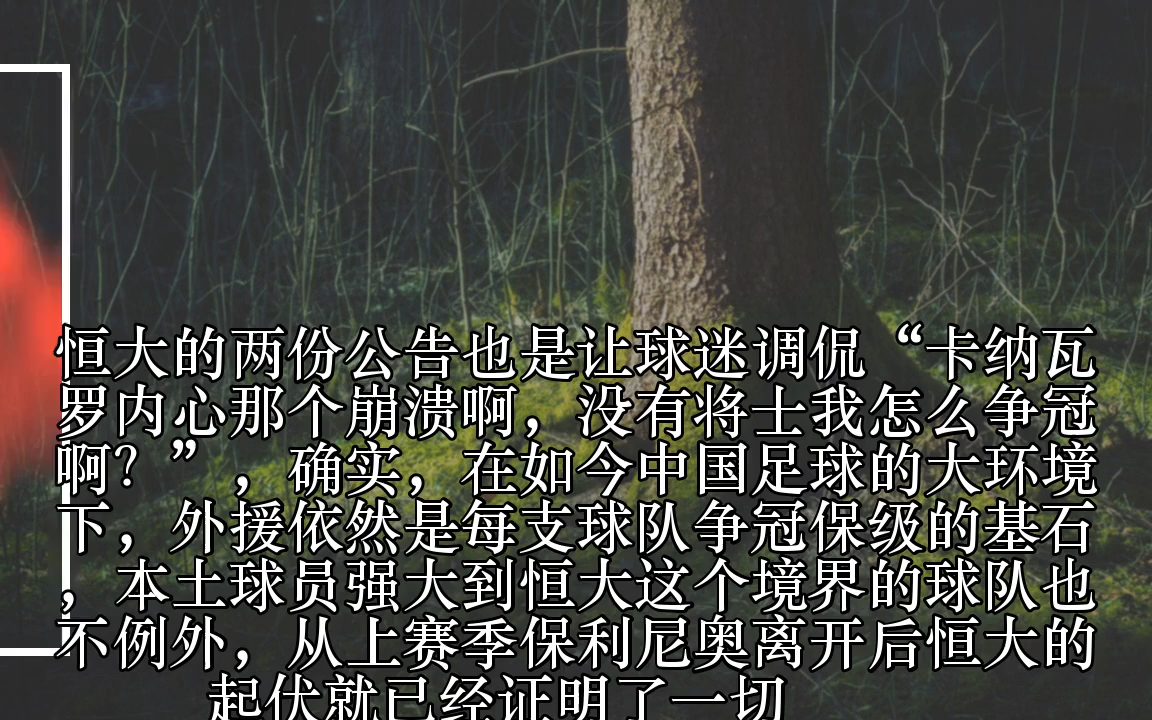 恒大的两份公告也是让球迷调侃“卡纳瓦
罗内心那个崩溃啊，没有将士我怎么争冠
啊？”，确实，在如今中国足球的大环境
下，外援依然是每支球队争冠保级的基石
，本土球员强大到恒大这个境界的球队也
不例外，从上赛季保利尼奥离开后恒大的
起伏就已经证明了一切